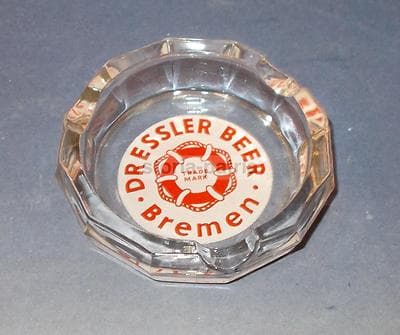 · DRESSLER BEER ·
TRADE
MARK
Bremen